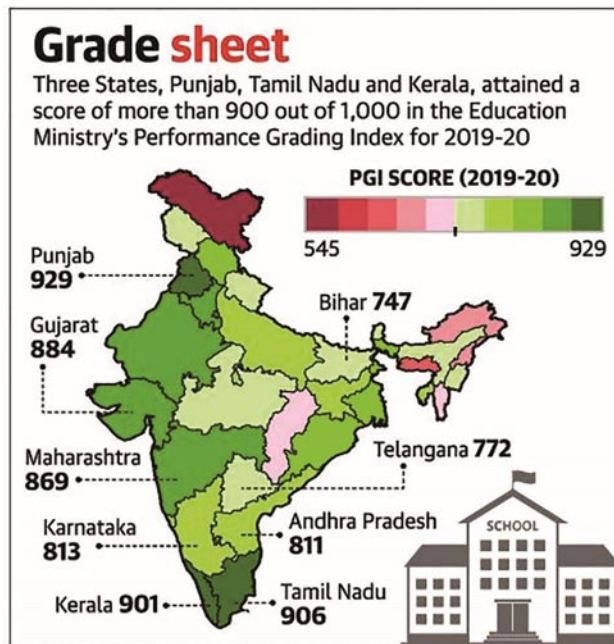 Grade sheet
Three States, Punjab, Tamil Nadu and Kerala, attained a
score of more than 900 out of 1,000 in the Education
Ministry's Performance Grading Index for 2019-20
PGI SCORE (2019-20)
545 929
Punjab
929
Bihar 747
Gujarat
884
Telangana 772
Maharashtra
869
Andhra Pradesh
811
Karnataka
813
SCHOOL
Kerala 901
Tamil Nadu
906